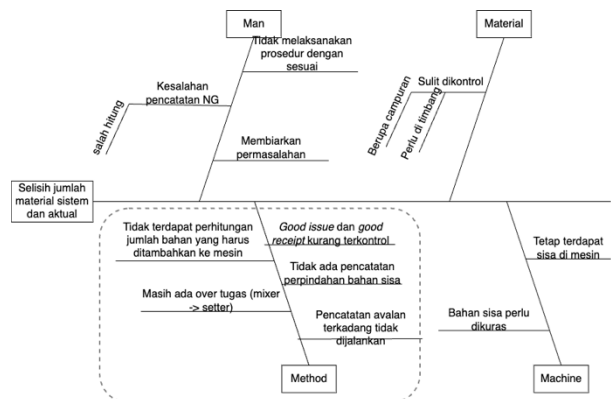 Man
Material
Tidak melaksanakan
prosedur dengan
sesuai
Kesalahan
pencatatan NG
salah hitung
Membiarkan
permasalahan
Sulit dikontrol
Berupa campuran
Perlu di timbang
Selisih jumlah
material sistem
dan aktual
Tidak terdapat perhitungan
jumlah bahan yang harus
ditambahkan ke mesin
Good issue dan good
receipt kurang terkontrol
Tidak ada pencatatan
perpindahan bahan sisa
Masih ada over tugas (mixer
-> setter)
Pencatatan avalan
terkadang tidak
dijalankan
Tetap terdapat
sisa di mesin
Bahan sisa perlu
dikuras
Method
Machine